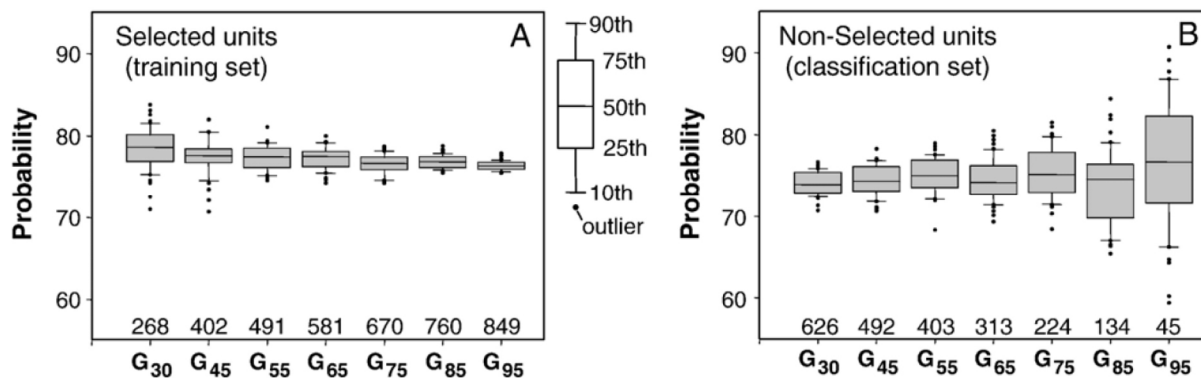 A
Selected units
(training set)
Probability
90
80
70
60
268 402 491 581 670 760 849
G30 G45 G55 G65 G75 G85 G95
90th
75th
50th
25th
10th
outlier
B
Non-Selected units
(classification set)
Probability
90
80
70
60
626 492 403 313 224 134 45
G30 G45 G55 G65 G75 G85 G95